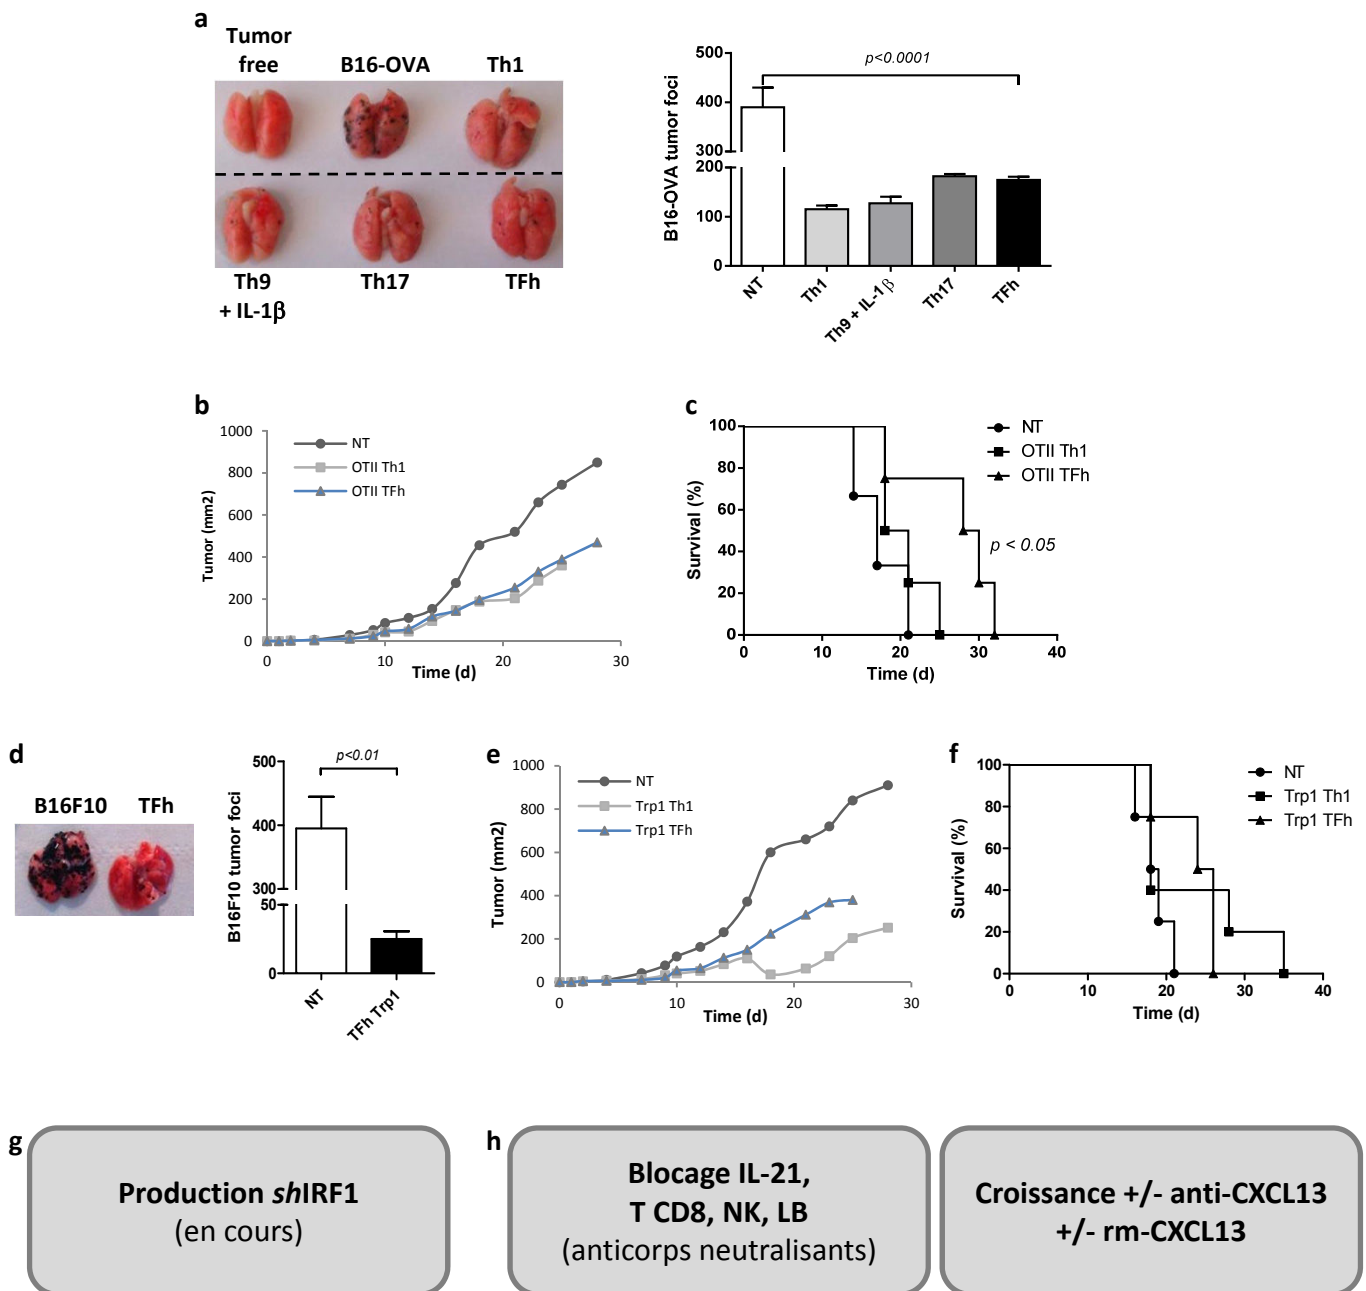 a
Tumor
free
B16-OVA
Th1
Th9
+ IL-1β
Th17
TFh
B16-OVA tumor foci
500
400
300
200
100
0
p<0.0001
NT
Th1
Th9 + IL-1β
Th17
TFh
b
Tumor (mm2)
1000
800
600
400
200
0
NT
OTII Th1
OTII TFh
0
10
20
30
Time (d)
c
Survival (%)
100
80
60
40
20
0
NT
OTII Th1
OTII TFh
p < 0.05
0
10
20
30
40
Time (d)
d
B16F10
TFh
B16F10 tumor foci
500
400
300
50
0
p<0.01
NT
TFh Trp1
e
Tumor (mm2)
1000
800
600
400
200
0
NT
Trp1 Th1
Trp1 TFh
0
10
20
30
Time (d)
f
Survival (%)
100
80
60
40
20
0
NT
Trp1 Th1
Trp1 TFh
0
10
20
30
40
Time (d)
g
Production shIRF1
(en cours)
h
Blocage IL-21,
T CD8, NK, LB
(anticorps neutralisants)
Croissance +/- anti-CXCL13
+/- rm-CXCL13